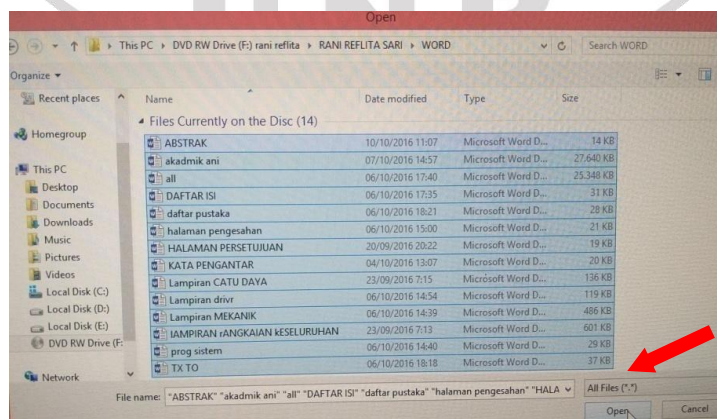 Open
This PC ▸ DVD RW Drive (F:) rani reflita ▸ RANI REFLITA SARI ▸ WORD
Search WORD
Organize
Recent places
Homegroup
This PC
Desktop
Documents
Downloads
Music
Pictures
Videos
Local Disk (C:)
Local Disk (D:)
Local Disk (E:)
DVD RW Drive (F:
Network
Name Date modified Type Size
Files Currently on the Disc (14)
ABSTRAK 10/10/2016 11:07 Microsoft Word D... 14 KB
akadmik ani 07/10/2016 14:57 Microsoft Word D... 27.640 KB
all 06/10/2016 17:40 Microsoft Word D... 25.348 KB
DAFTAR ISI 06/10/2016 17:35 Microsoft Word D... 31 KB
daftar pustaka 06/10/2016 18:21 Microsoft Word D... 28 KB
halaman pengesahan 06/10/2016 15:00 Microsoft Word D... 21 KB
HALAMAN PERSETUJUAN 20/09/2016 20:22 Microsoft Word D... 19 KB
KATA PENGANTAR 04/10/2016 13:07 Microsoft Word D... 20 KB
Lampiran CATU DAYA 23/09/2016 7:15 Microsoft Word D... 136 KB
Lampiran drivr 06/10/2016 14:54 Microsoft Word D... 119 KB
Lampiran MEKANIK 06/10/2016 14:39 Microsoft Word D... 486 KB
lAMPIRAN rANGKAIAN kESELURUHAN 23/09/2016 7:13 Microsoft Word D... 601 KB
prog sistem 06/10/2016 14:40 Microsoft Word D... 29 KB
TX TO 06/10/2016 18:18 Microsoft Word D... 37 KB
File name: "ABSTRAK" "akadmik ani" "all" "DAFTAR ISI" "daftar pustaka" "halaman pengesahan" "HALA
All Files (*.*)
Open Cancel